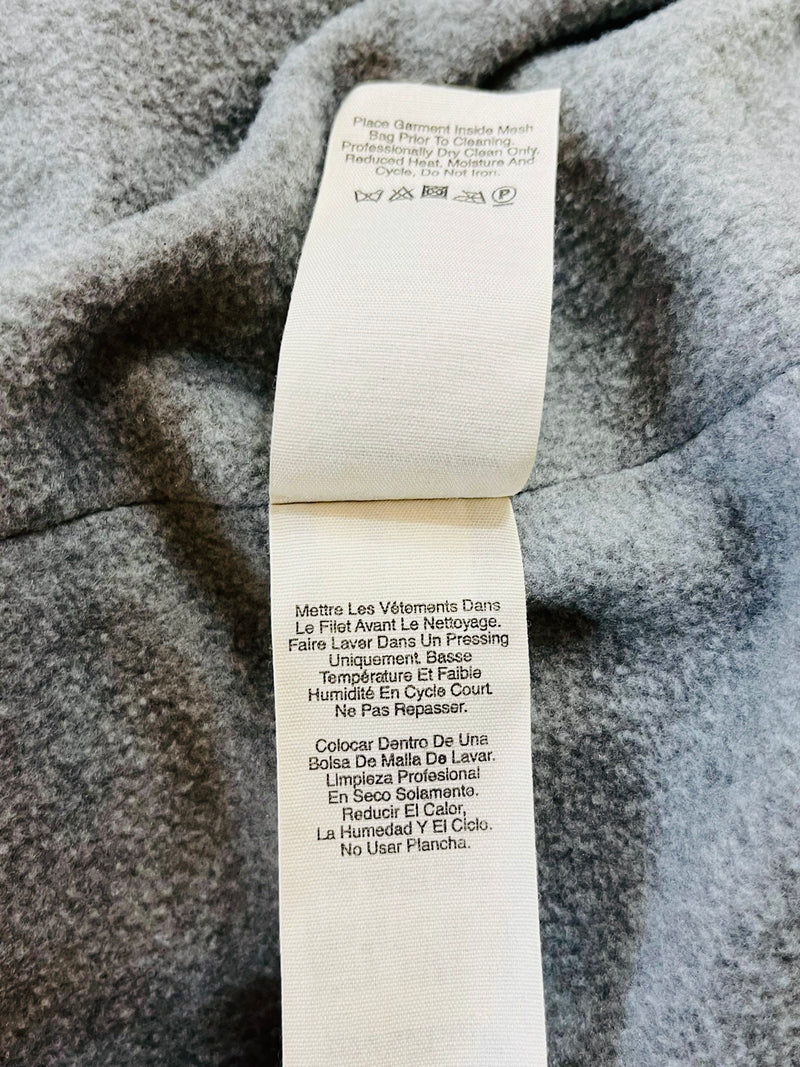 Place Garment Inside Mesh
Bag Prior To Cleaning.
Professionally Dry Clean Only.
Reduced Heat, Moisture And
Cycle, Do Not Iron.
P
Mettre Les Vêtements Dans
Le Filet Avant Le Nettoyage.
Faire Laver Dans Un Pressing
Uniquement. Basse
Température Et Faible
Humidité En Cycle Court.
Ne Pas Repasser.
Colocar Dentro De Una
Bolsa De Malla De Lavar.
Limpieza Profesional
En Seco Solamente.
Reducir El Calor,
La Humedad Y El Ciclo.
No Usar Plancha.